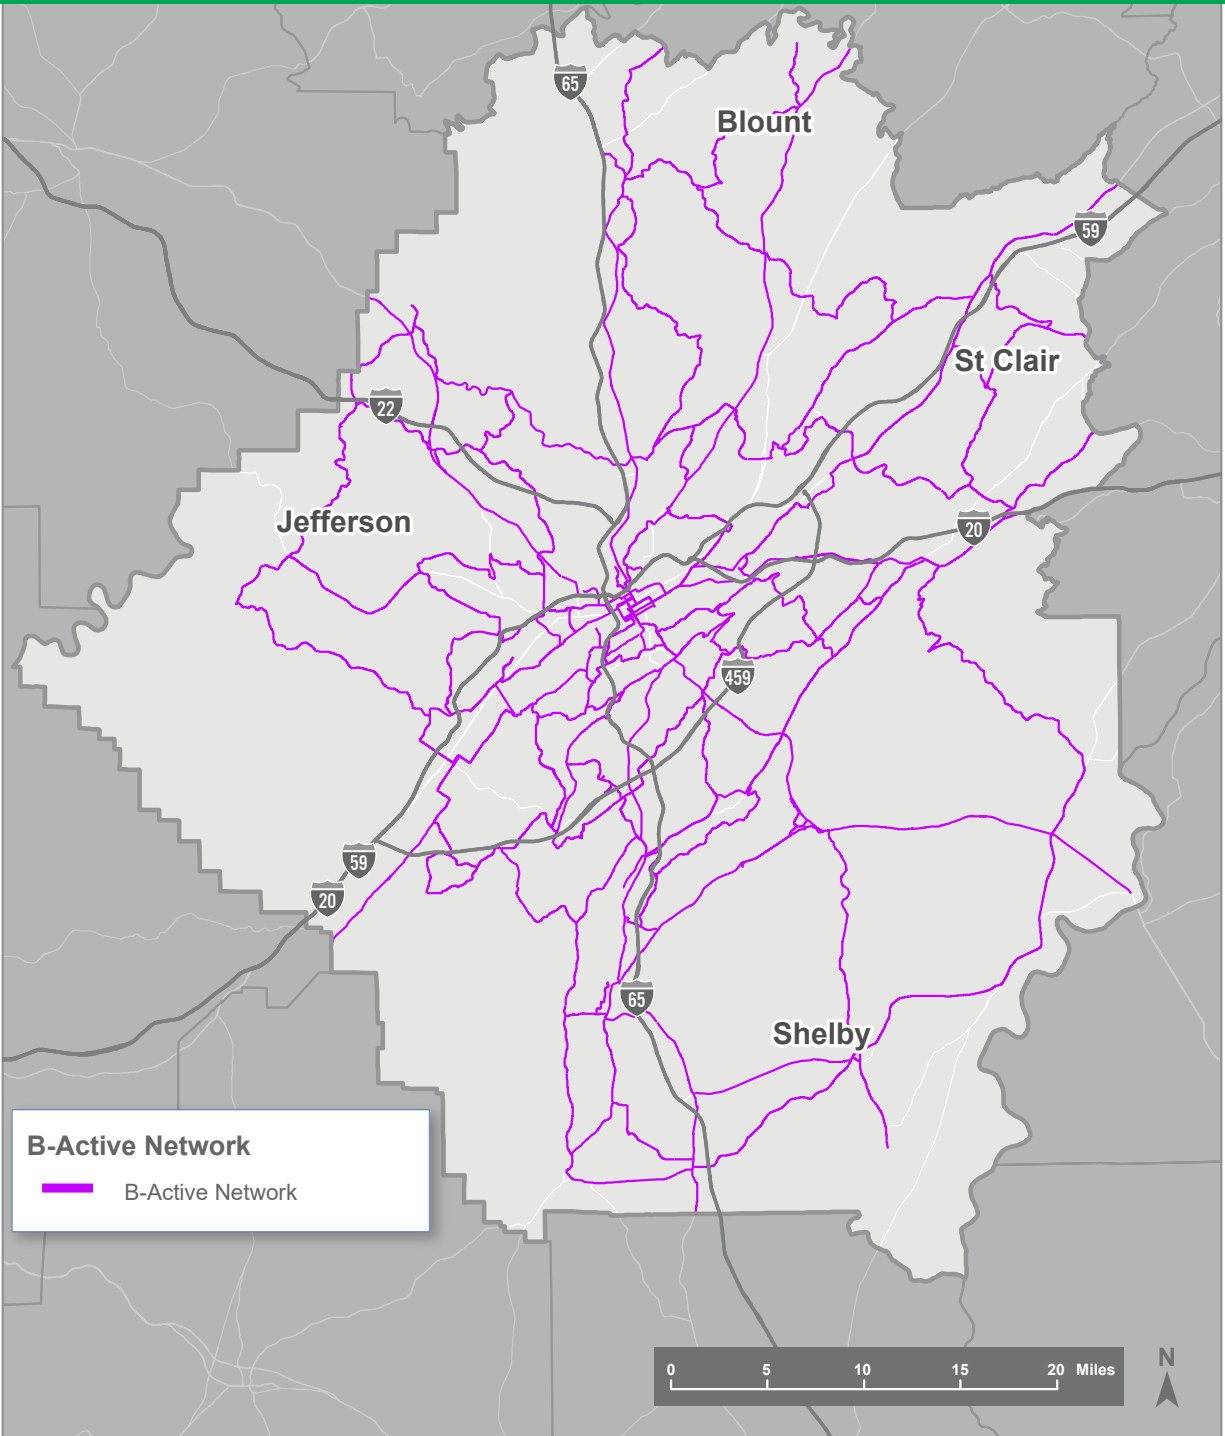 65
Blount
59
St Clair
22
Jefferson
20
459
59
20
65
Shelby
B-Active Network
B-Active Network
0 5 10 15 20 Miles
N